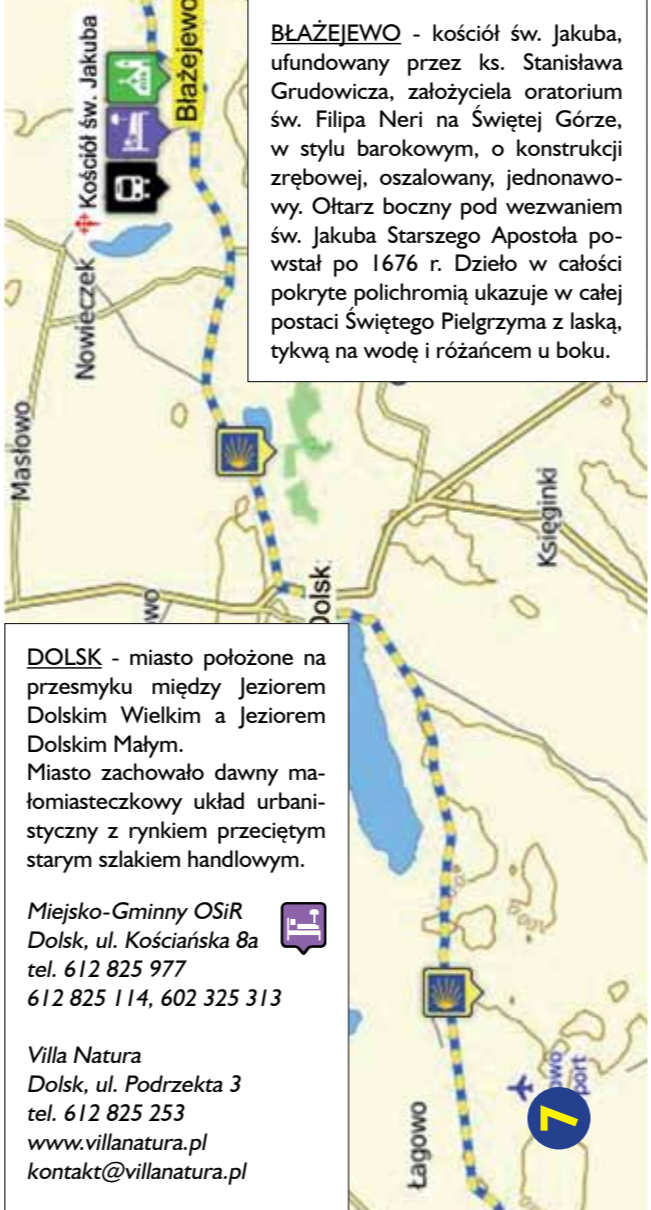 BŁAŻEJEWO - kościół św. Jakuba,
ufundowany przez ks. Stanisława
Grudowicza, założyciela oratorium
św. Filipa Neri na Świętej Górze,
w stylu barokowym, o konstrukcji
zrębowej, oszalowany, jednonawo-
wy. Ołtarz boczny pod wezwaniem
św. Jakuba Starszego Apostoła po-
wstał po 1676 r. Dzieło w całości
pokryte polichromią ukazuje w całej
postaci Świętego Pielgrzyma z laską,
tykwą na wodę i różańcem u boku.
Błażejewo
Kościół św. Jakuba
Nowieczek
Masłowo
Księginki
Dolsk
owo
DOLSK - miasto położone na
przesmyku między Jeziorem
Dolskim Wielkim a Jeziorem
Dolskim Małym.
Miasto zachowało dawny ma-
łomiasteczkowy układ urbani-
styczny z rynkiem przeciętym
starym szlakiem handlowym.
Miejsko-Gminny OSiR
Dolsk, ul. Kościańska 8a
tel. 612 825 977
612 825 114, 602 325 313
Villa Natura
Dolsk, ul. Podrzekta 3
tel. 612 825 253
www.villanatura.pl
kontakt@villanatura.pl
Łagowo
owo
port
7